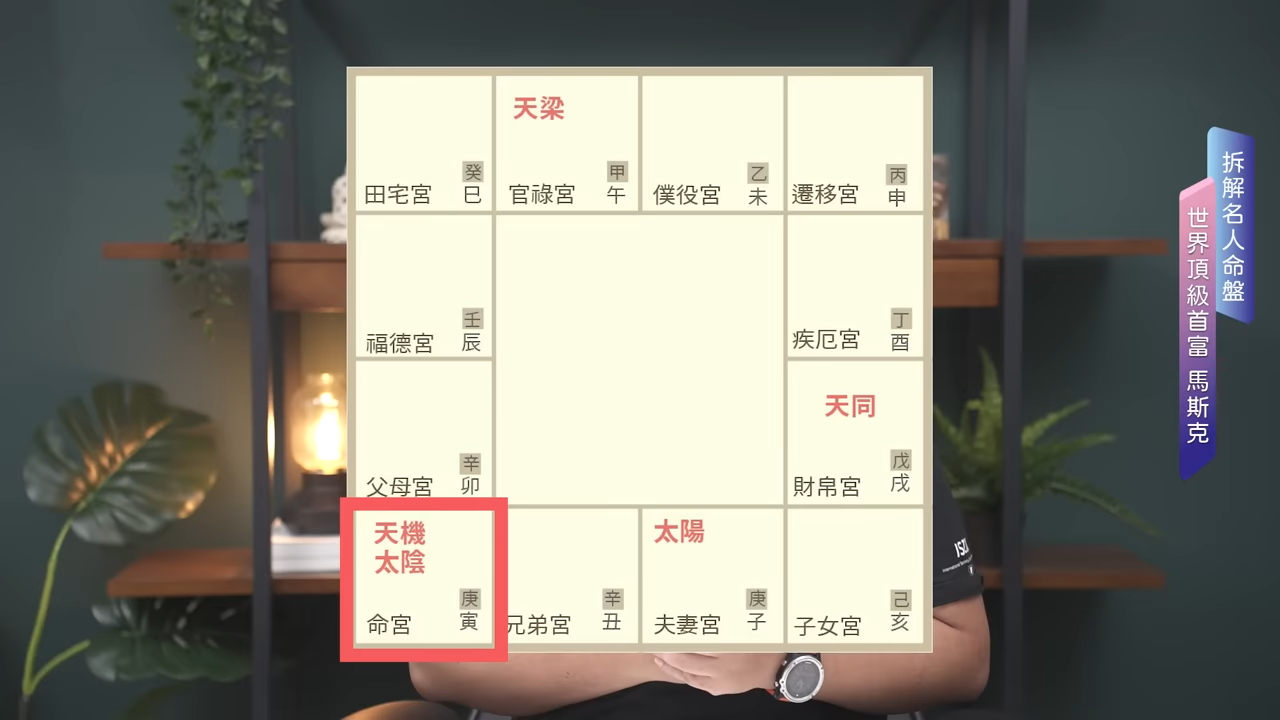 天梁
癸
甲
乙
丙
田宅宮
巳
官祿宮
午
僕役宮
未
遷移宮
申
壬
丁
福德宮
辰
疾厄宮
酉
天同
辛
戊
父母宮
卯
財帛宮
戌
天機
太陰
太陽
庚
辛
庚
己
命宮
寅
兄弟宮
丑
夫妻宮
子
子女宮
亥
拆解名人命盤
世界頂級首富 馬斯克